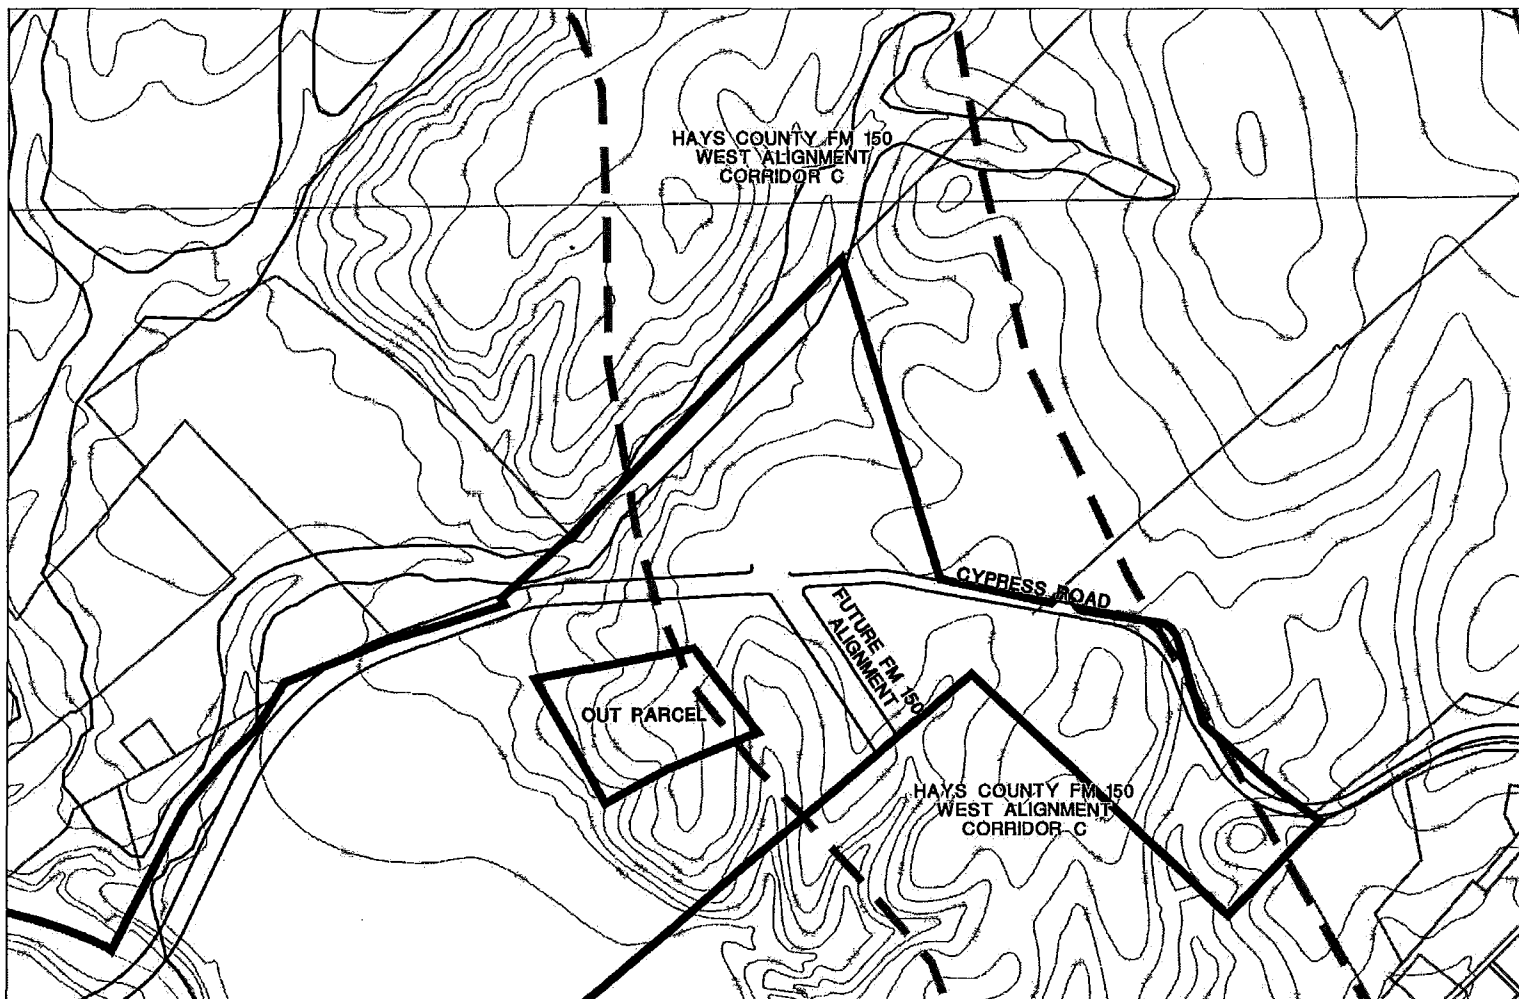 HAYS COUNTY FM 150
WEST ALIGNMENT
CORRIDOR C
CYPRESS ROAD
FUTURE FM 150
ALIGNMENT
OUT PARCEL
HAYS COUNTY FM 150
WEST ALIGNMENT
CORRIDOR C